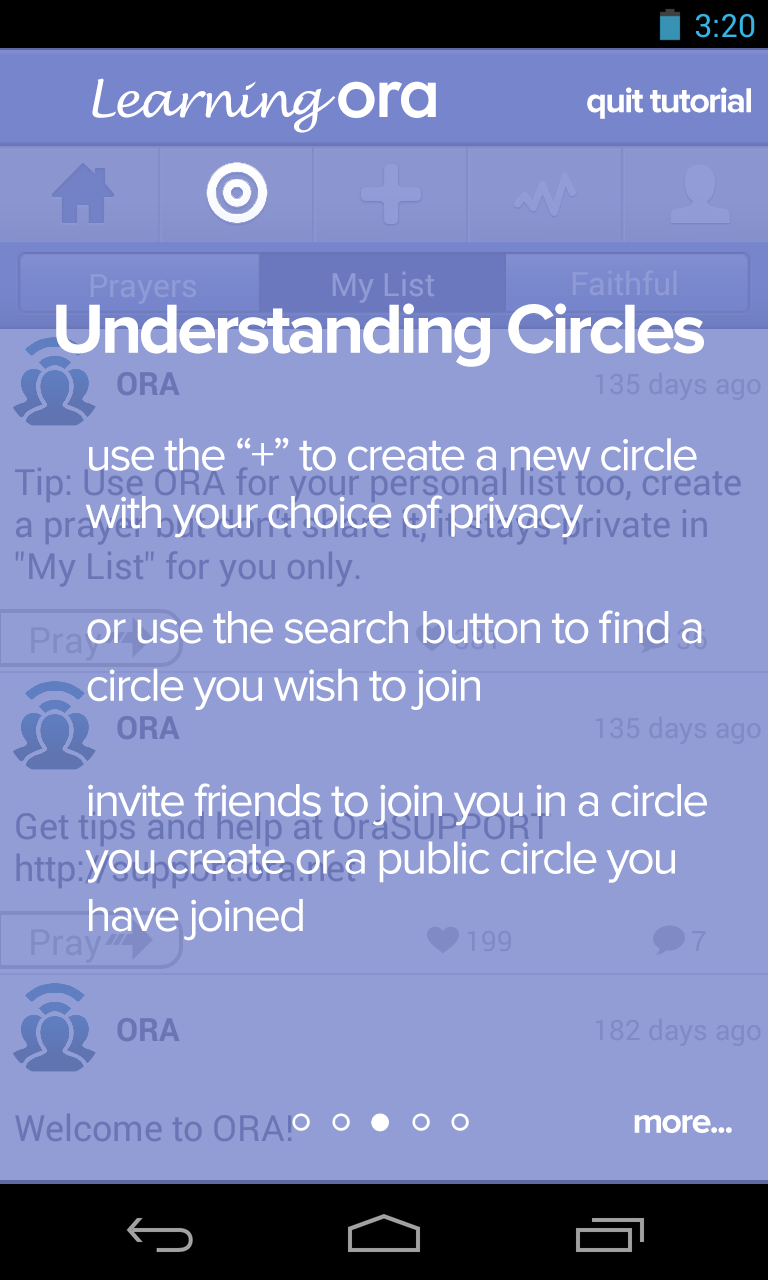 3:20
Learning ora
quit tutorial
Prayers
My List
Faithful
Understanding Circles
ORA
135 days ago
use the “+” to create a new circle
with your choice of privacy
Tip: Use ORA for your personal list too, create
a prayer but don't share it, it stays private in
"My List" for you only.
or use the search button to find a
circle you wish to join
Pray
36
ORA
135 days ago
invite friends to join you in a circle
you create or a public circle you
have joined
Get tips and help at OraSUPPORT
http://support.ora.net
Pray
199
7
ORA
182 days ago
Welcome to ORA!
more...